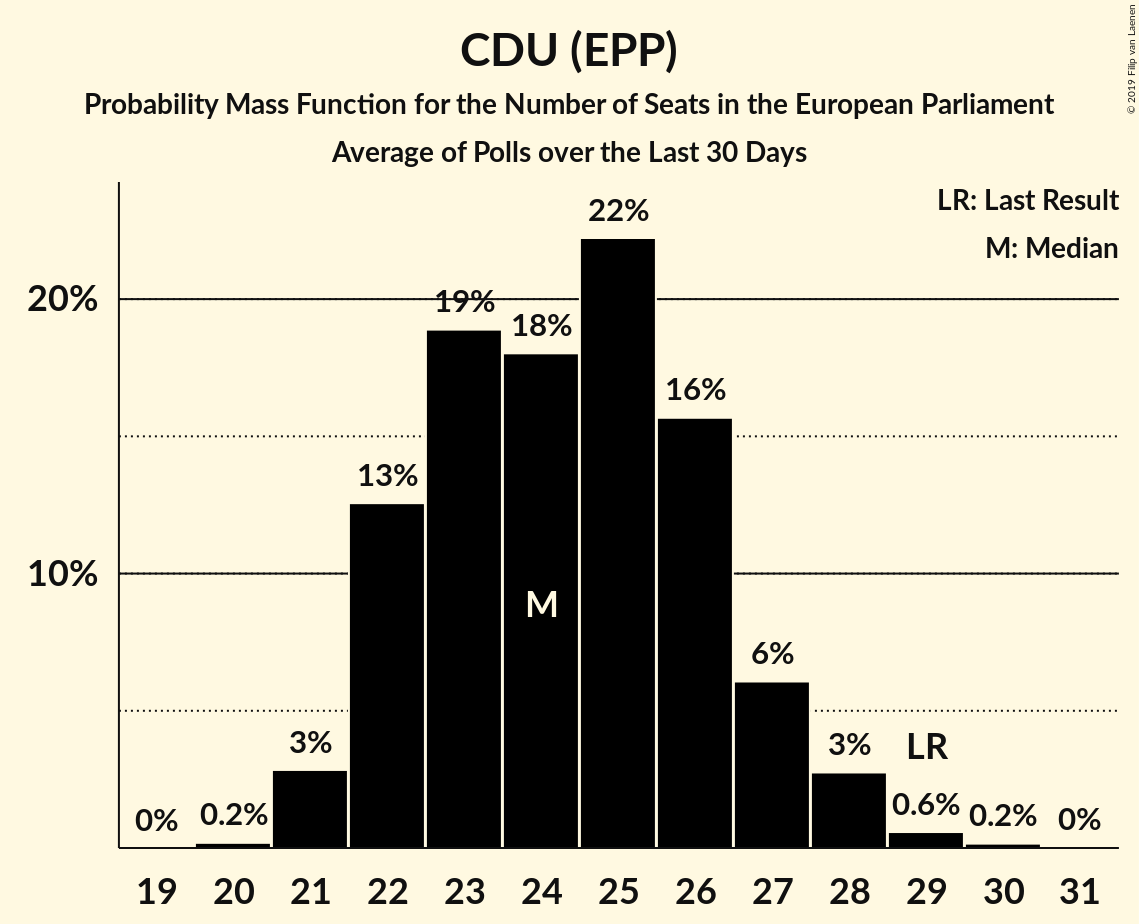 CDU (EPP)
Probability Mass Function for the Number of Seats in the European Parliament
Average of Polls over the Last 30 Days
© 2019 Filip van Laenen
LR: Last Result
M: Median
20%
10%
0%
0.2%
3%
13%
19%
18%
22%
16%
6%
3%
0.6%
0.2%
0%
M
LR
19 20 21 22 23 24 25 26 27 28 29 30 31